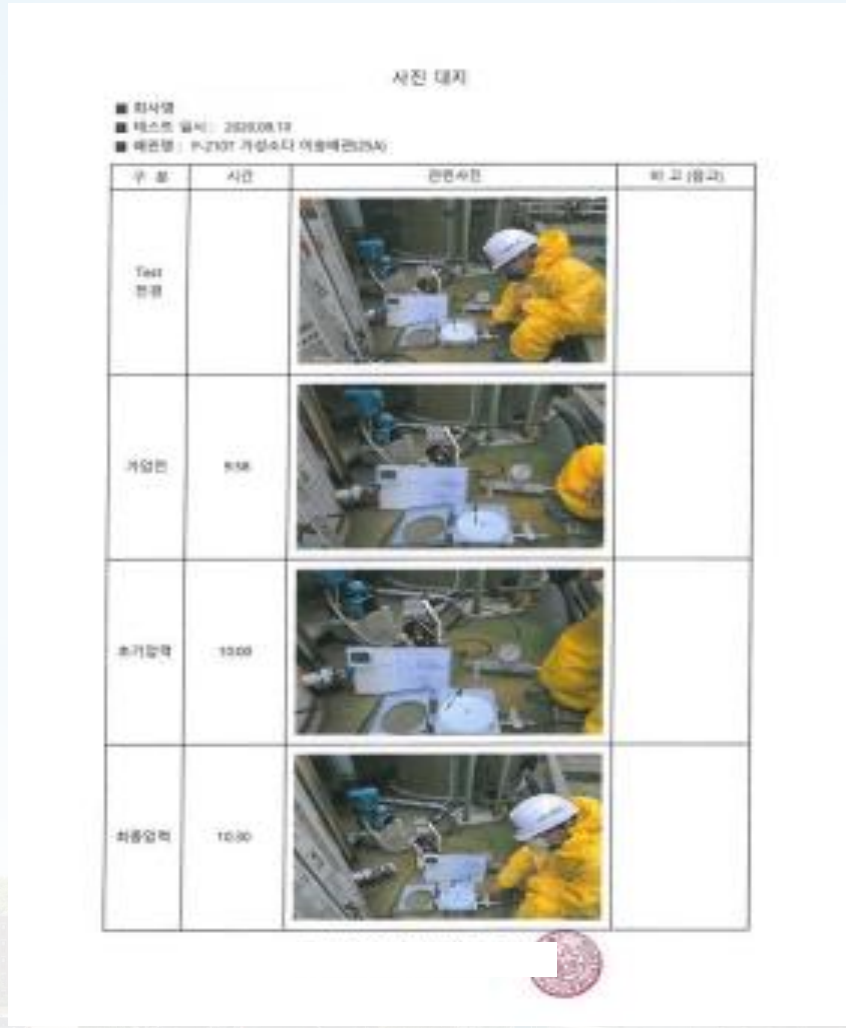 사진 대지
■ 회사명
■ 테스트 일시 : 2020.09.10
■ 배관명 : P-210T 가성소다 이송배관(25A)
구 분 시간 관련사진 비 고 (참고)
Test
전경
가압전 9:58
초기압력 10:00
최종압력 10:30